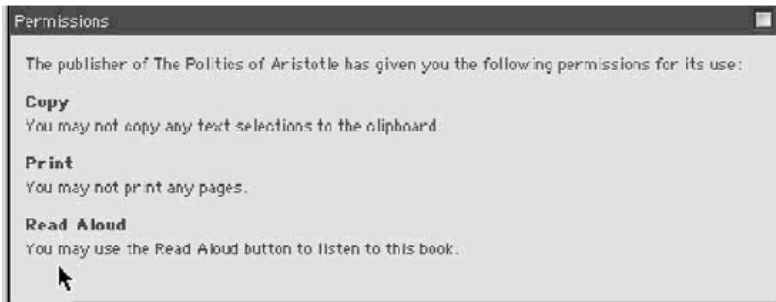 Permissions
The publisher of The Politics of Aristotle has given you the following permissions for its use:
Copy
You may not copy any text selections to the clipboard
Print
You may not print any pages.
Read Aloud
You may use the Read Aloud button to listen to this book.